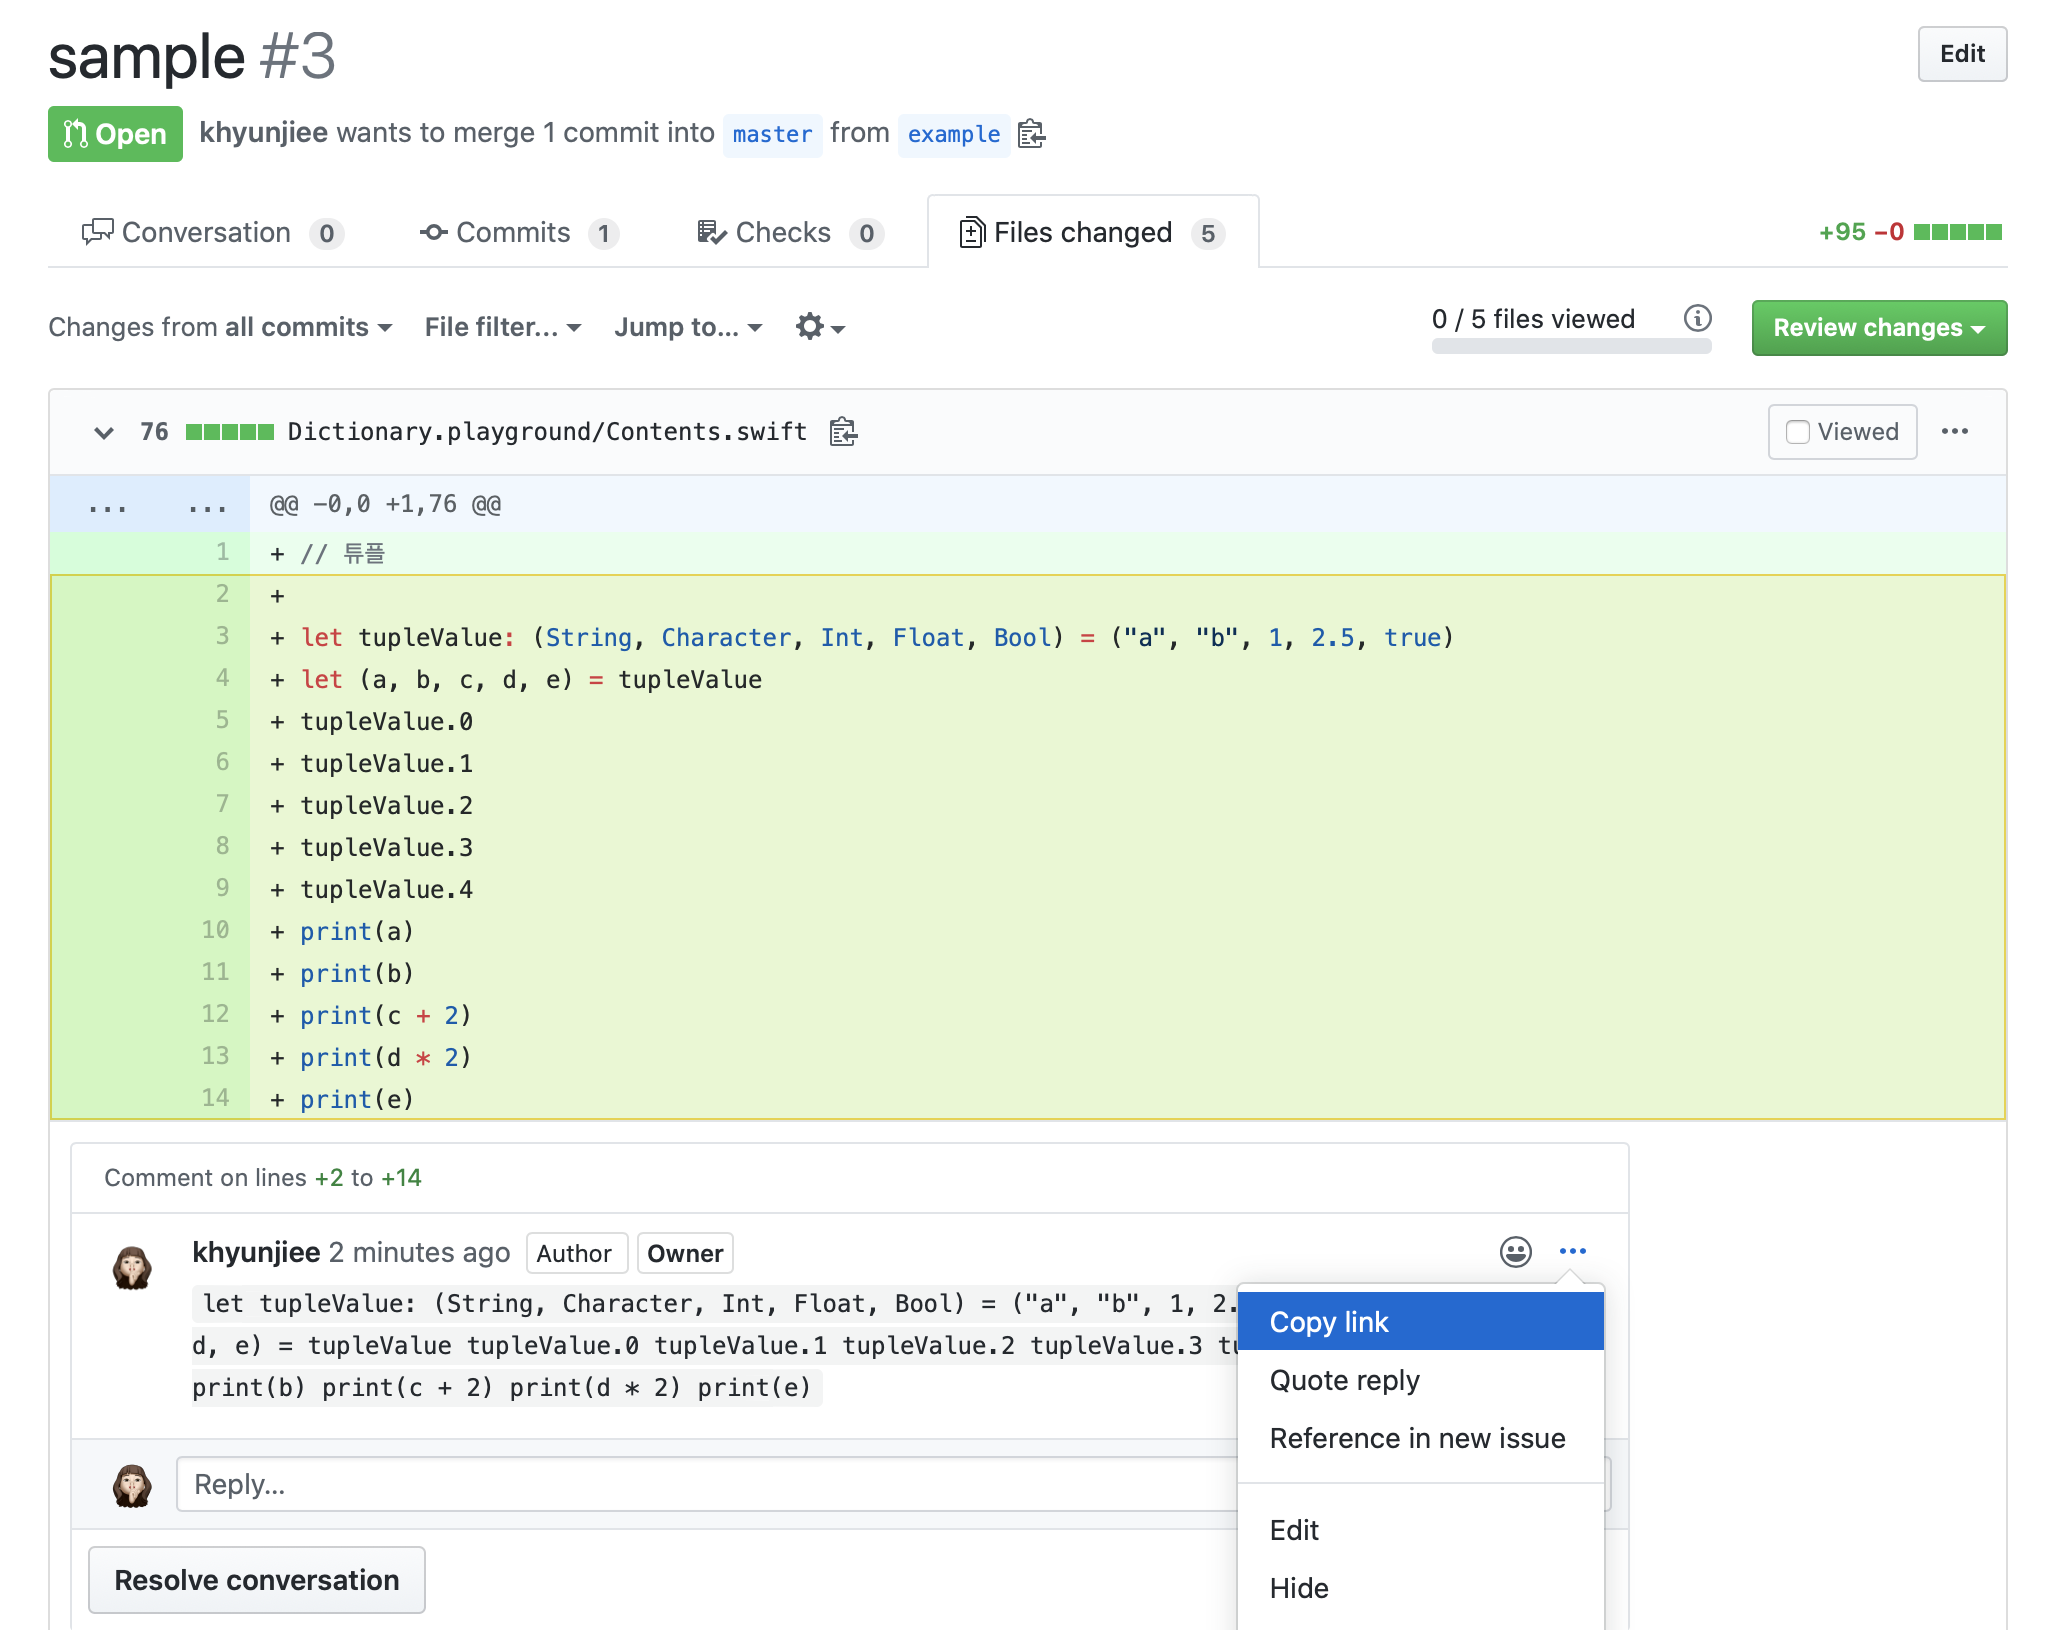 sample #3
Edit
Open khyunjiee wants to merge 1 commit into master from example
Conversation 0 Commits 1 Checks 0 Files changed 5 +95 −0
Changes from all commits File filter... Jump to... 0 / 5 files viewed Review changes
76 Dictionary.playground/Contents.swift Viewed ...
... ... @@ -0,0 +1,76 @@
1 + // 튜플
2 +
3 + let tupleValue: (String, Character, Int, Float, Bool) = ("a", "b", 1, 2.5, true)
4 + let (a, b, c, d, e) = tupleValue
5 + tupleValue.0
6 + tupleValue.1
7 + tupleValue.2
8 + tupleValue.3
9 + tupleValue.4
10 + print(a)
11 + print(b)
12 + print(c + 2)
13 + print(d * 2)
14 + print(e)
Comment on lines +2 to +14
khyunjiee 2 minutes ago Author Owner ...
let tupleValue: (String, Character, Int, Float, Bool) = ("a", "b", 1, 2.
d, e) = tupleValue tupleValue.0 tupleValue.1 tupleValue.2 tupleValue.3
print(b) print(c + 2) print(d * 2) print(e)
Copy link
Quote reply
Reference in new issue
Edit
Hide
Reply...
Resolve conversation